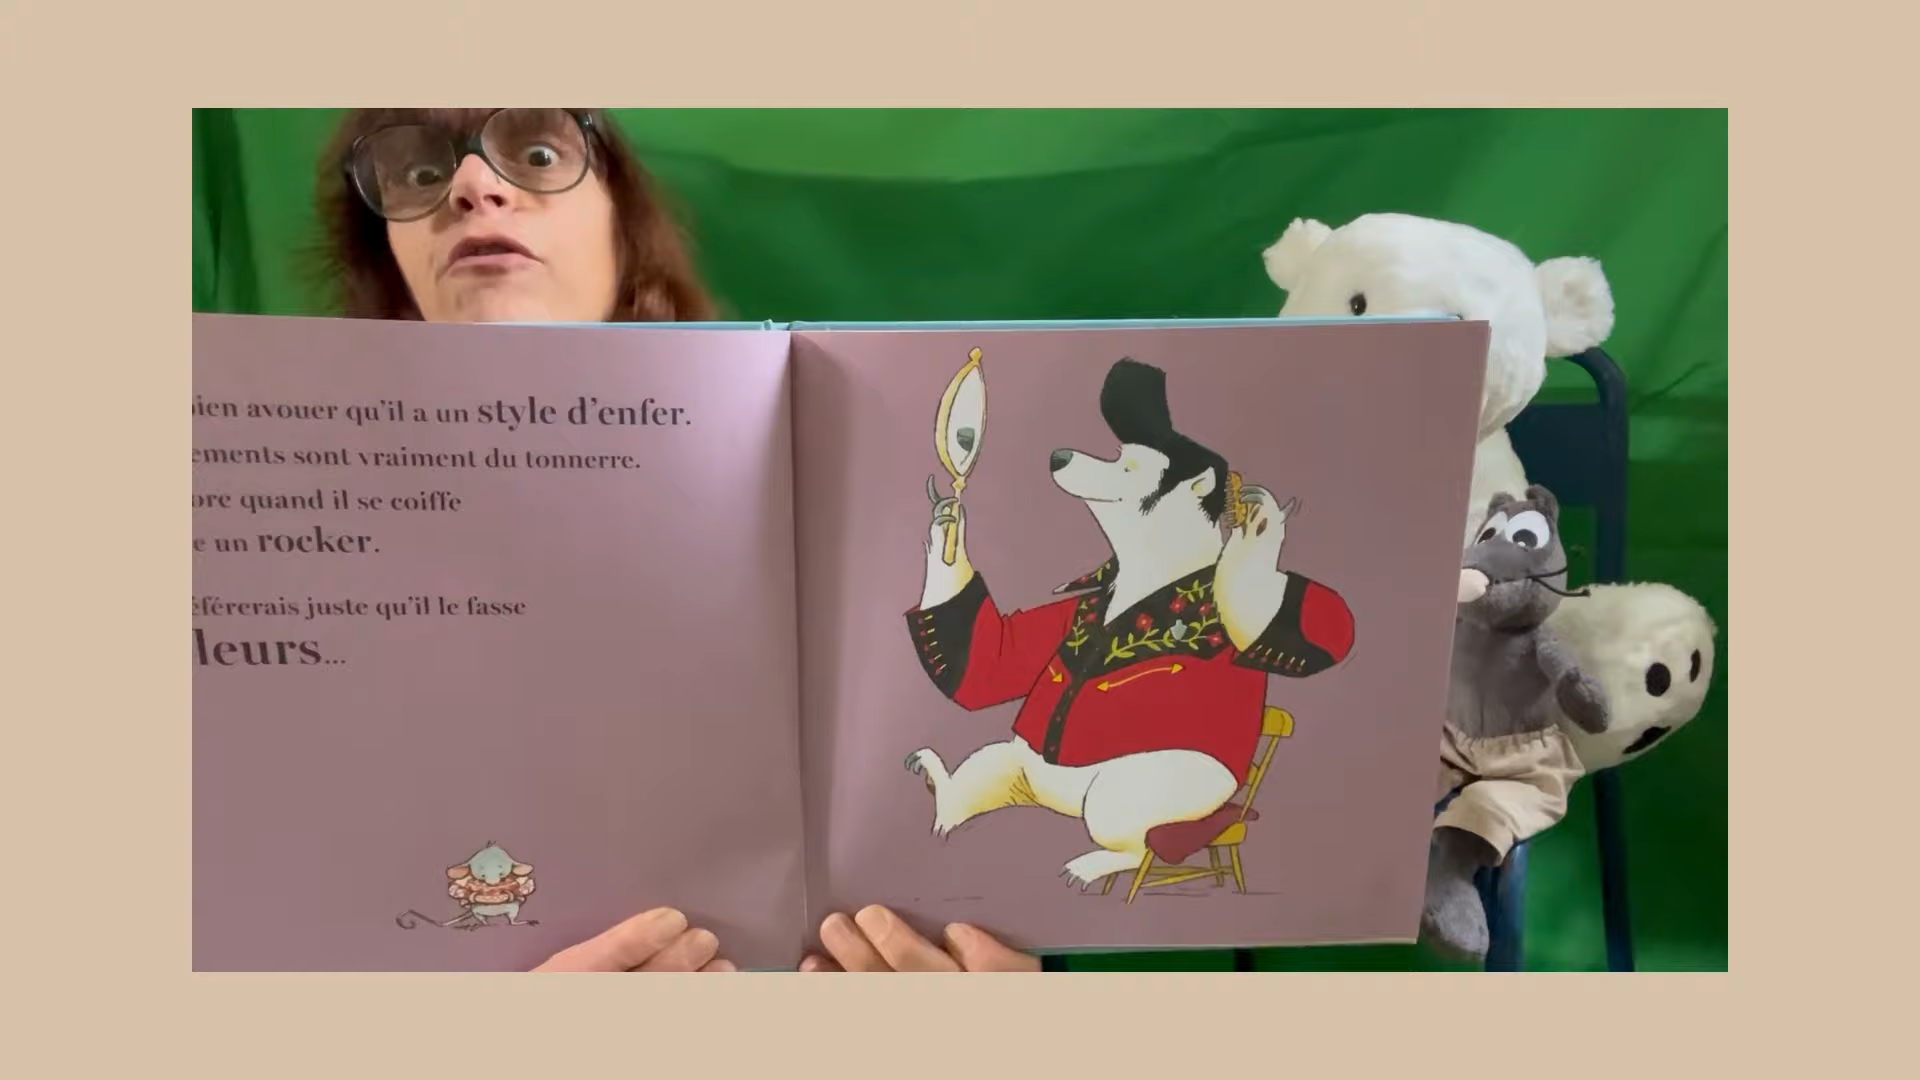 bien avouer qu'il a un style d'enfer.
ements sont vraiment du tonnerre.
ore quand il se coiffe
e un rocker.
éférerais juste qu'il le fasse
lleurs...